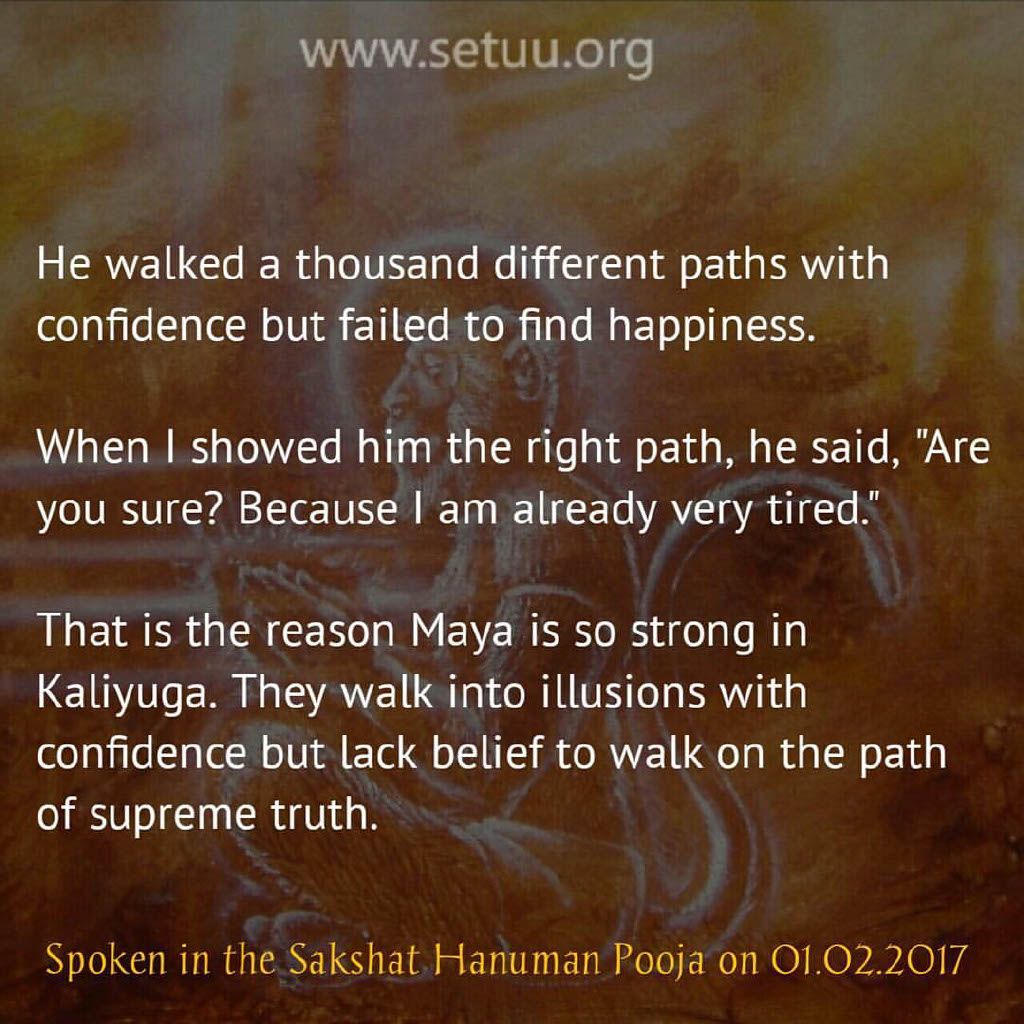 www.setuu.org
He walked a thousand different paths with
confidence but failed to find happiness.
When I showed him the right path, he said, "Are
you sure? Because I am already very tired."
That is the reason Maya is so strong in
Kaliyuga. They walk into illusions with
confidence but lack belief to walk on the path
of supreme truth.
Spoken in the Sakshat Hanuman Pooja on 01.02.2017